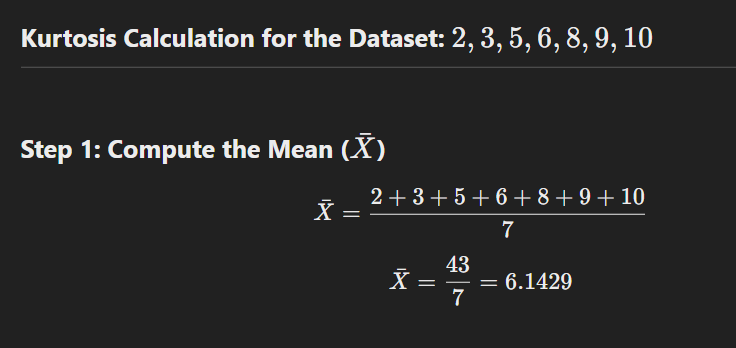 Kurtosis Calculation for the Dataset: 2, 3, 5, 6, 8, 9, 10
Step 1: Compute the Mean (X̄)
X̄ = (2 + 3 + 5 + 6 + 8 + 9 + 10) / 7
X̄ = 43 / 7 = 6.1429